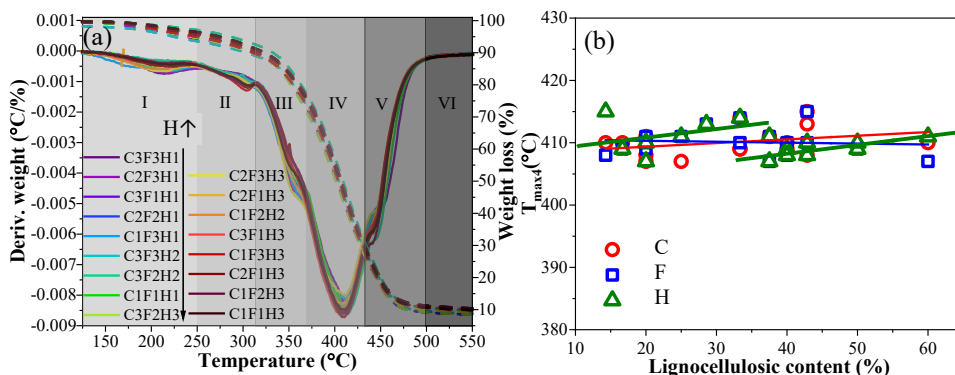 (a)
Deriv. weight (°C/%)
0.001
0.000
-0.001
-0.002
-0.003
-0.004
-0.005
-0.006
-0.007
-0.008
-0.009
I
II
III
IV
V
VI
H↑
C3F3H1
C2F3H1
C3F1H1
C2F2H1
C1F3H1
C3F3H2
C3F2H2
C1F1H1
C3F2H3
C2F3H3
C2F1H3
C1F2H2
C3F1H3
C1F3H3
C2F1H3
C1F2H3
C1F1H3
100
90
80
70
60
50
40
30
20
10
0
Weight loss (%)
150 200 250 300 350 400 450 500 550
Temperature (°C)
(b)
Tmax4(°C)
430
420
410
400
390
380
C
F
H
10 20 30 40 50 60
Lignocellulosic content (%)